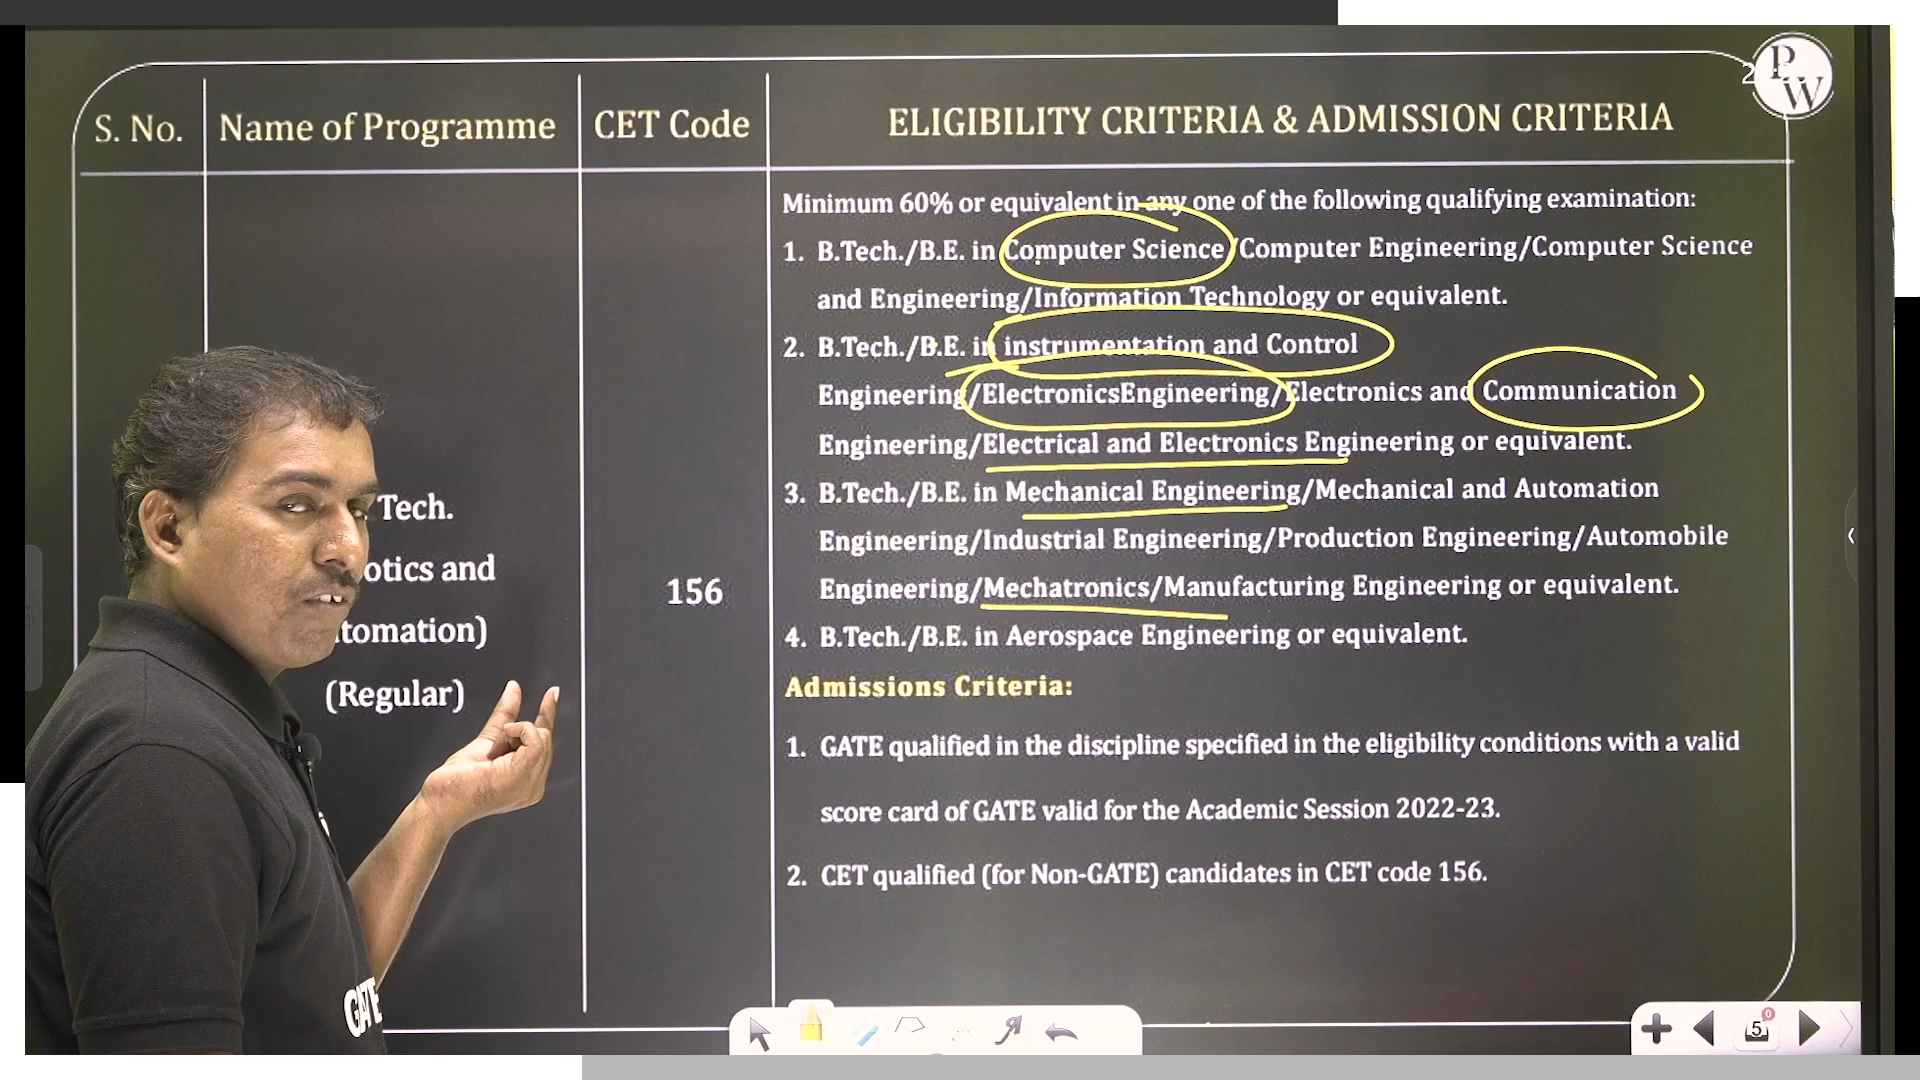 PW
S. No.
Name of Programme
CET Code
ELIGIBILITY CRITERIA & ADMISSION CRITERIA
Minimum 60% or equivalent in any one of the following qualifying examination:
1. B.Tech./B.E. in Computer Science/Computer Engineering/Computer Science
and Engineering/Information Technology or equivalent.
2. B.Tech./B.E. in instrumentation and Control
Engineering/ElectronicsEngineering/Electronics and Communication
Engineering/Electrical and Electronics Engineering or equivalent.
3. B.Tech./B.E. in Mechanical Engineering/Mechanical and Automation
Engineering/Industrial Engineering/Production Engineering/Automobile
Engineering/Mechatronics/Manufacturing Engineering or equivalent.
4. B.Tech./B.E. in Aerospace Engineering or equivalent.
Tech.
otics and
tomation)
(Regular)
156
Admissions Criteria:
1. GATE qualified in the discipline specified in the eligibility conditions with a valid
score card of GATE valid for the Academic Session 2022-23.
2. CET qualified (for Non-GATE) candidates in CET code 156.
GATE
5
0